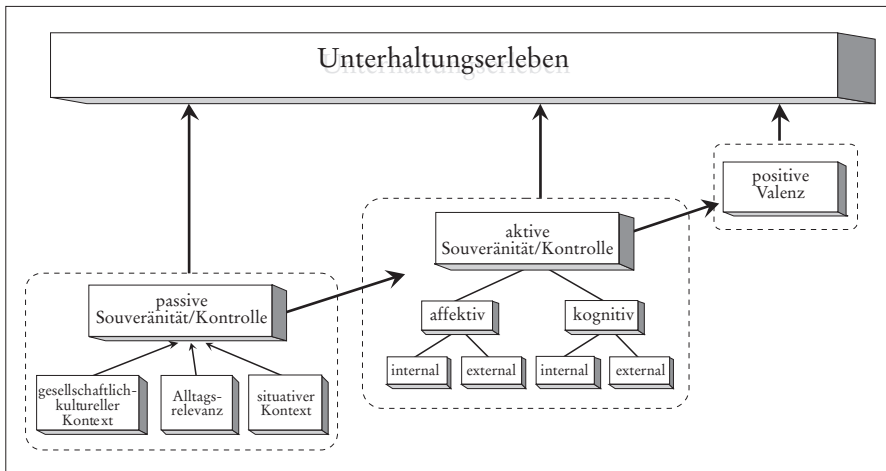 Unterhaltungserleben
positive
Valenz
aktive
Souveränität/Kontrolle
passive
Souveränität/Kontrolle
affektiv
kognitiv
internal
external
internal
external
gesellschaftlich-
kultureller
Kontext
Alltags-
relevanz
situativer
Kontext